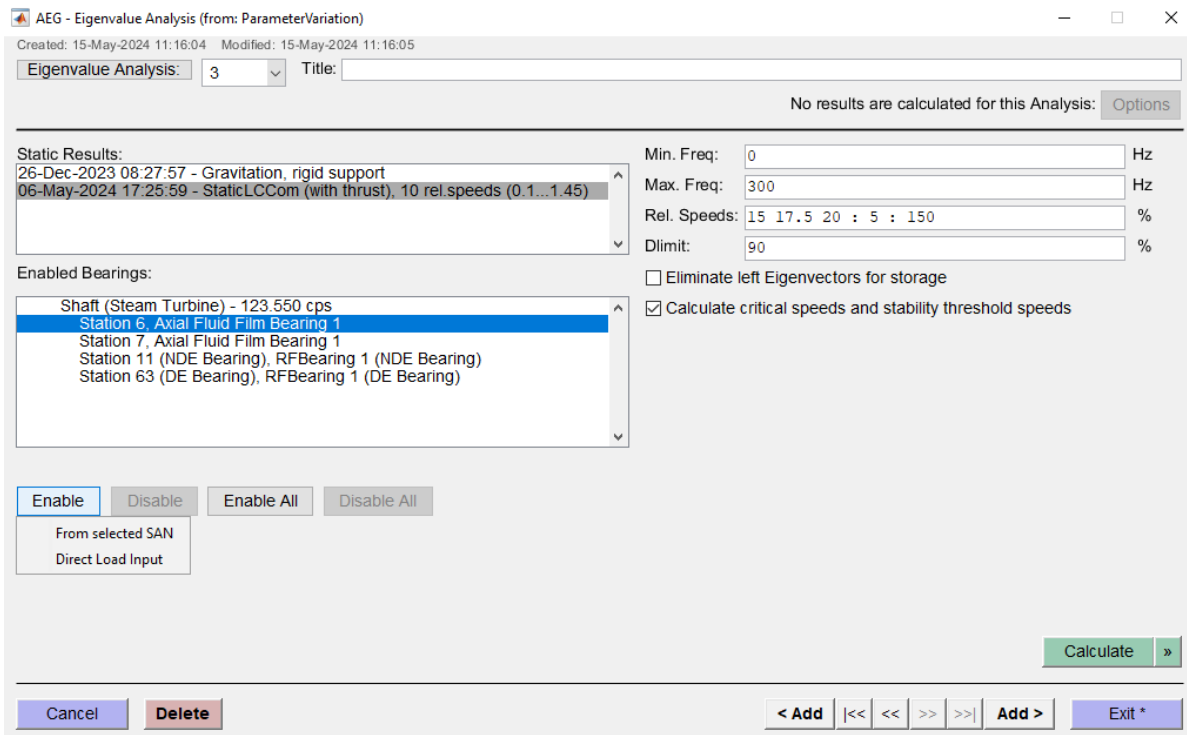 AEG - Eigenvalue Analysis (from: ParameterVariation)
Created: 15-May-2024 11:16:04 Modified: 15-May-2024 11:16:05
Eigenvalue Analysis: 3 Title:
No results are calculated for this Analysis: Options
Static Results:
26-Dec-2023 08:27:57 - Gravitation, rigid support
06-May-2024 17:25:59 - StaticLCCom (with thrust), 10 rel.speeds (0.1...1.45)
Enabled Bearings:
Shaft (Steam Turbine) - 123.550 cps
Station 6, Axial Fluid Film Bearing 1
Station 7, Axial Fluid Film Bearing 1
Station 11 (NDE Bearing), RFBearing 1 (NDE Bearing)
Station 63 (DE Bearing), RFBearing 1 (DE Bearing)
Min. Freq: 0 Hz
Max. Freq: 300 Hz
Rel. Speeds: 15 17.5 20 : 5 : 150 %
Dlimit: 90 %
Eliminate left Eigenvectors for storage
Calculate critical speeds and stability threshold speeds
Enable Disable Enable All Disable All
From selected SAN
Direct Load Input
Calculate »
Cancel Delete < Add |<< << >> >>| Add > Exit *